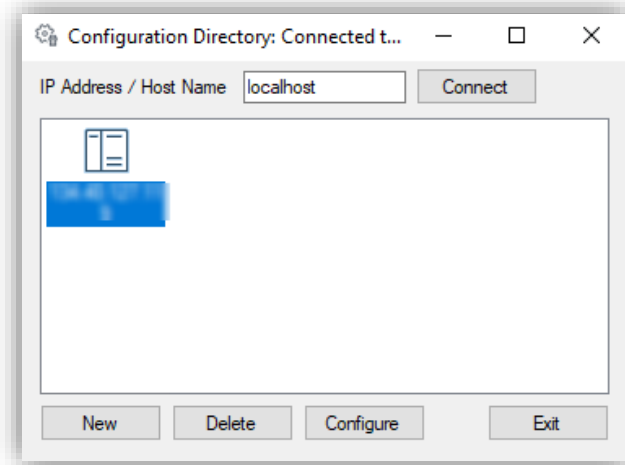 Configuration Directory: Connected t...
IP Address / Host Name localhost Connect
New Delete Configure Exit